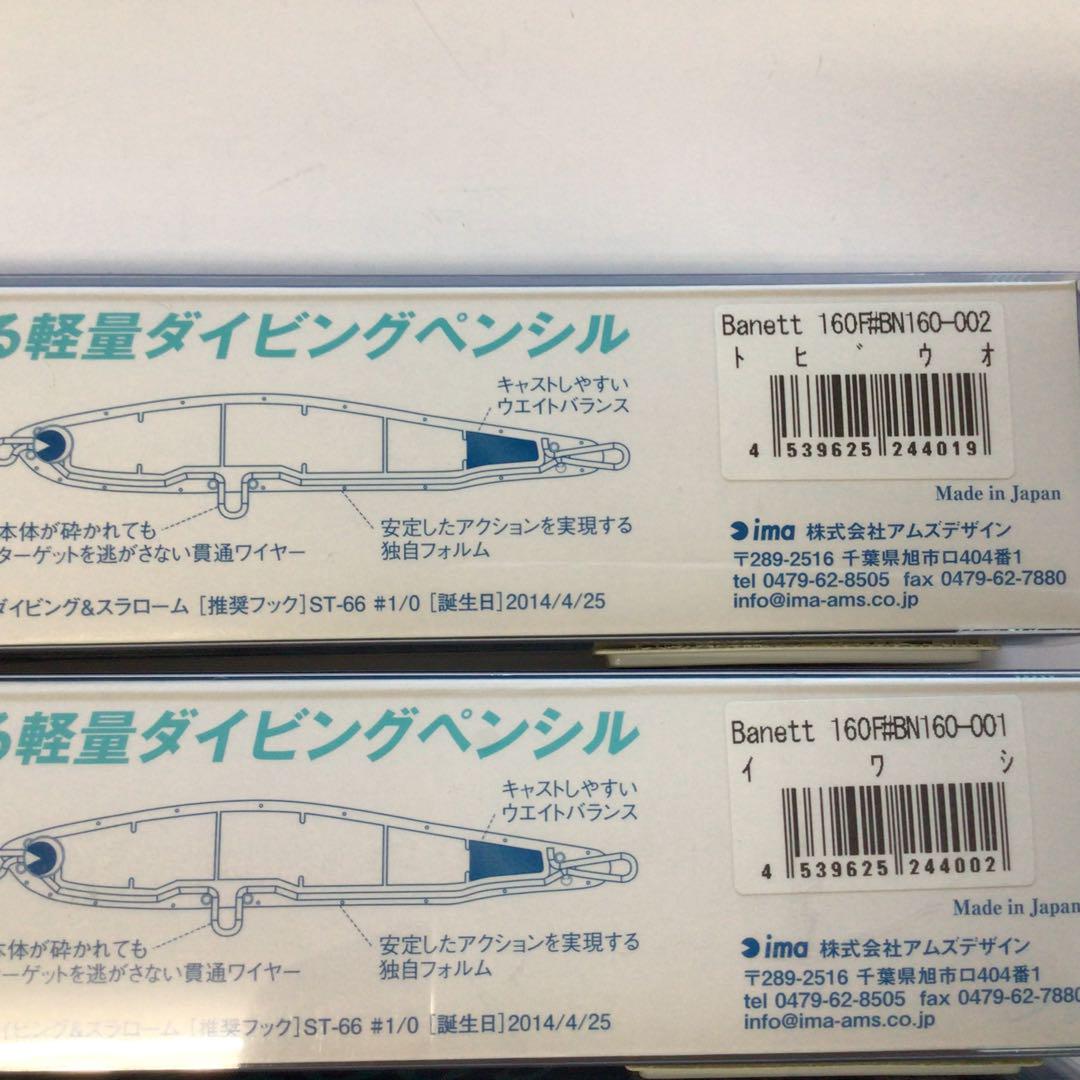 る軽量ダイビングペンシル
キャストしやすい
ウエイトバランス
本体が砕かれても
ターゲットを逃がさない貫通ワイヤー
安定したアクションを実現する
独自フォルム
ダイビング&スラローム [推奨フック]ST-66 #1/0 [誕生日]2014/4/25
Banett 160F#BN160-002
トビウオ
4 539625 244019
Made in Japan
ima 株式会社アムズデザイン
〒289-2516 千葉県旭市ロ404番1
tel 0479-62-8505 fax 0479-62-7880
info@ima-ams.co.jp
る軽量ダイビングペンシル
キャストしやすい
ウエイトバランス
本体が砕かれても
ターゲットを逃がさない貫通ワイヤー
安定したアクションを実現する
独自フォルム
イビング&スラローム [推奨フック]ST-66 #1/0 [誕生日]2014/4/25
Banett 160F#BN160-001
イワシ
4 539625 244002
Made in Japan
ima 株式会社アムズデザイン
〒289-2516 千葉県旭市ロ404番1
tel 0479-62-8505 fax 0479-62-7880
info@ima-ams.co.jp